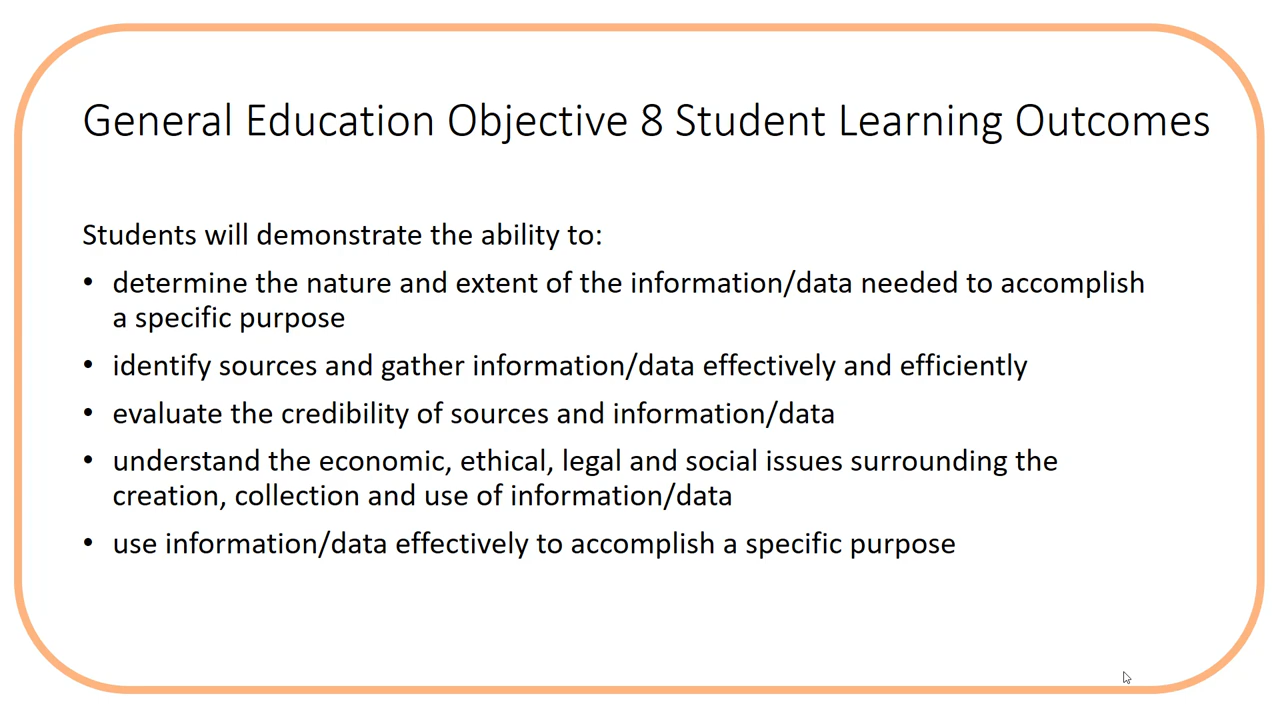 General Education Objective 8 Student Learning Outcomes
Students will demonstrate the ability to:
• determine the nature and extent of the information/data needed to accomplish
a specific purpose
• identify sources and gather information/data effectively and efficiently
• evaluate the credibility of sources and information/data
• understand the economic, ethical, legal and social issues surrounding the
creation, collection and use of information/data
• use information/data effectively to accomplish a specific purpose